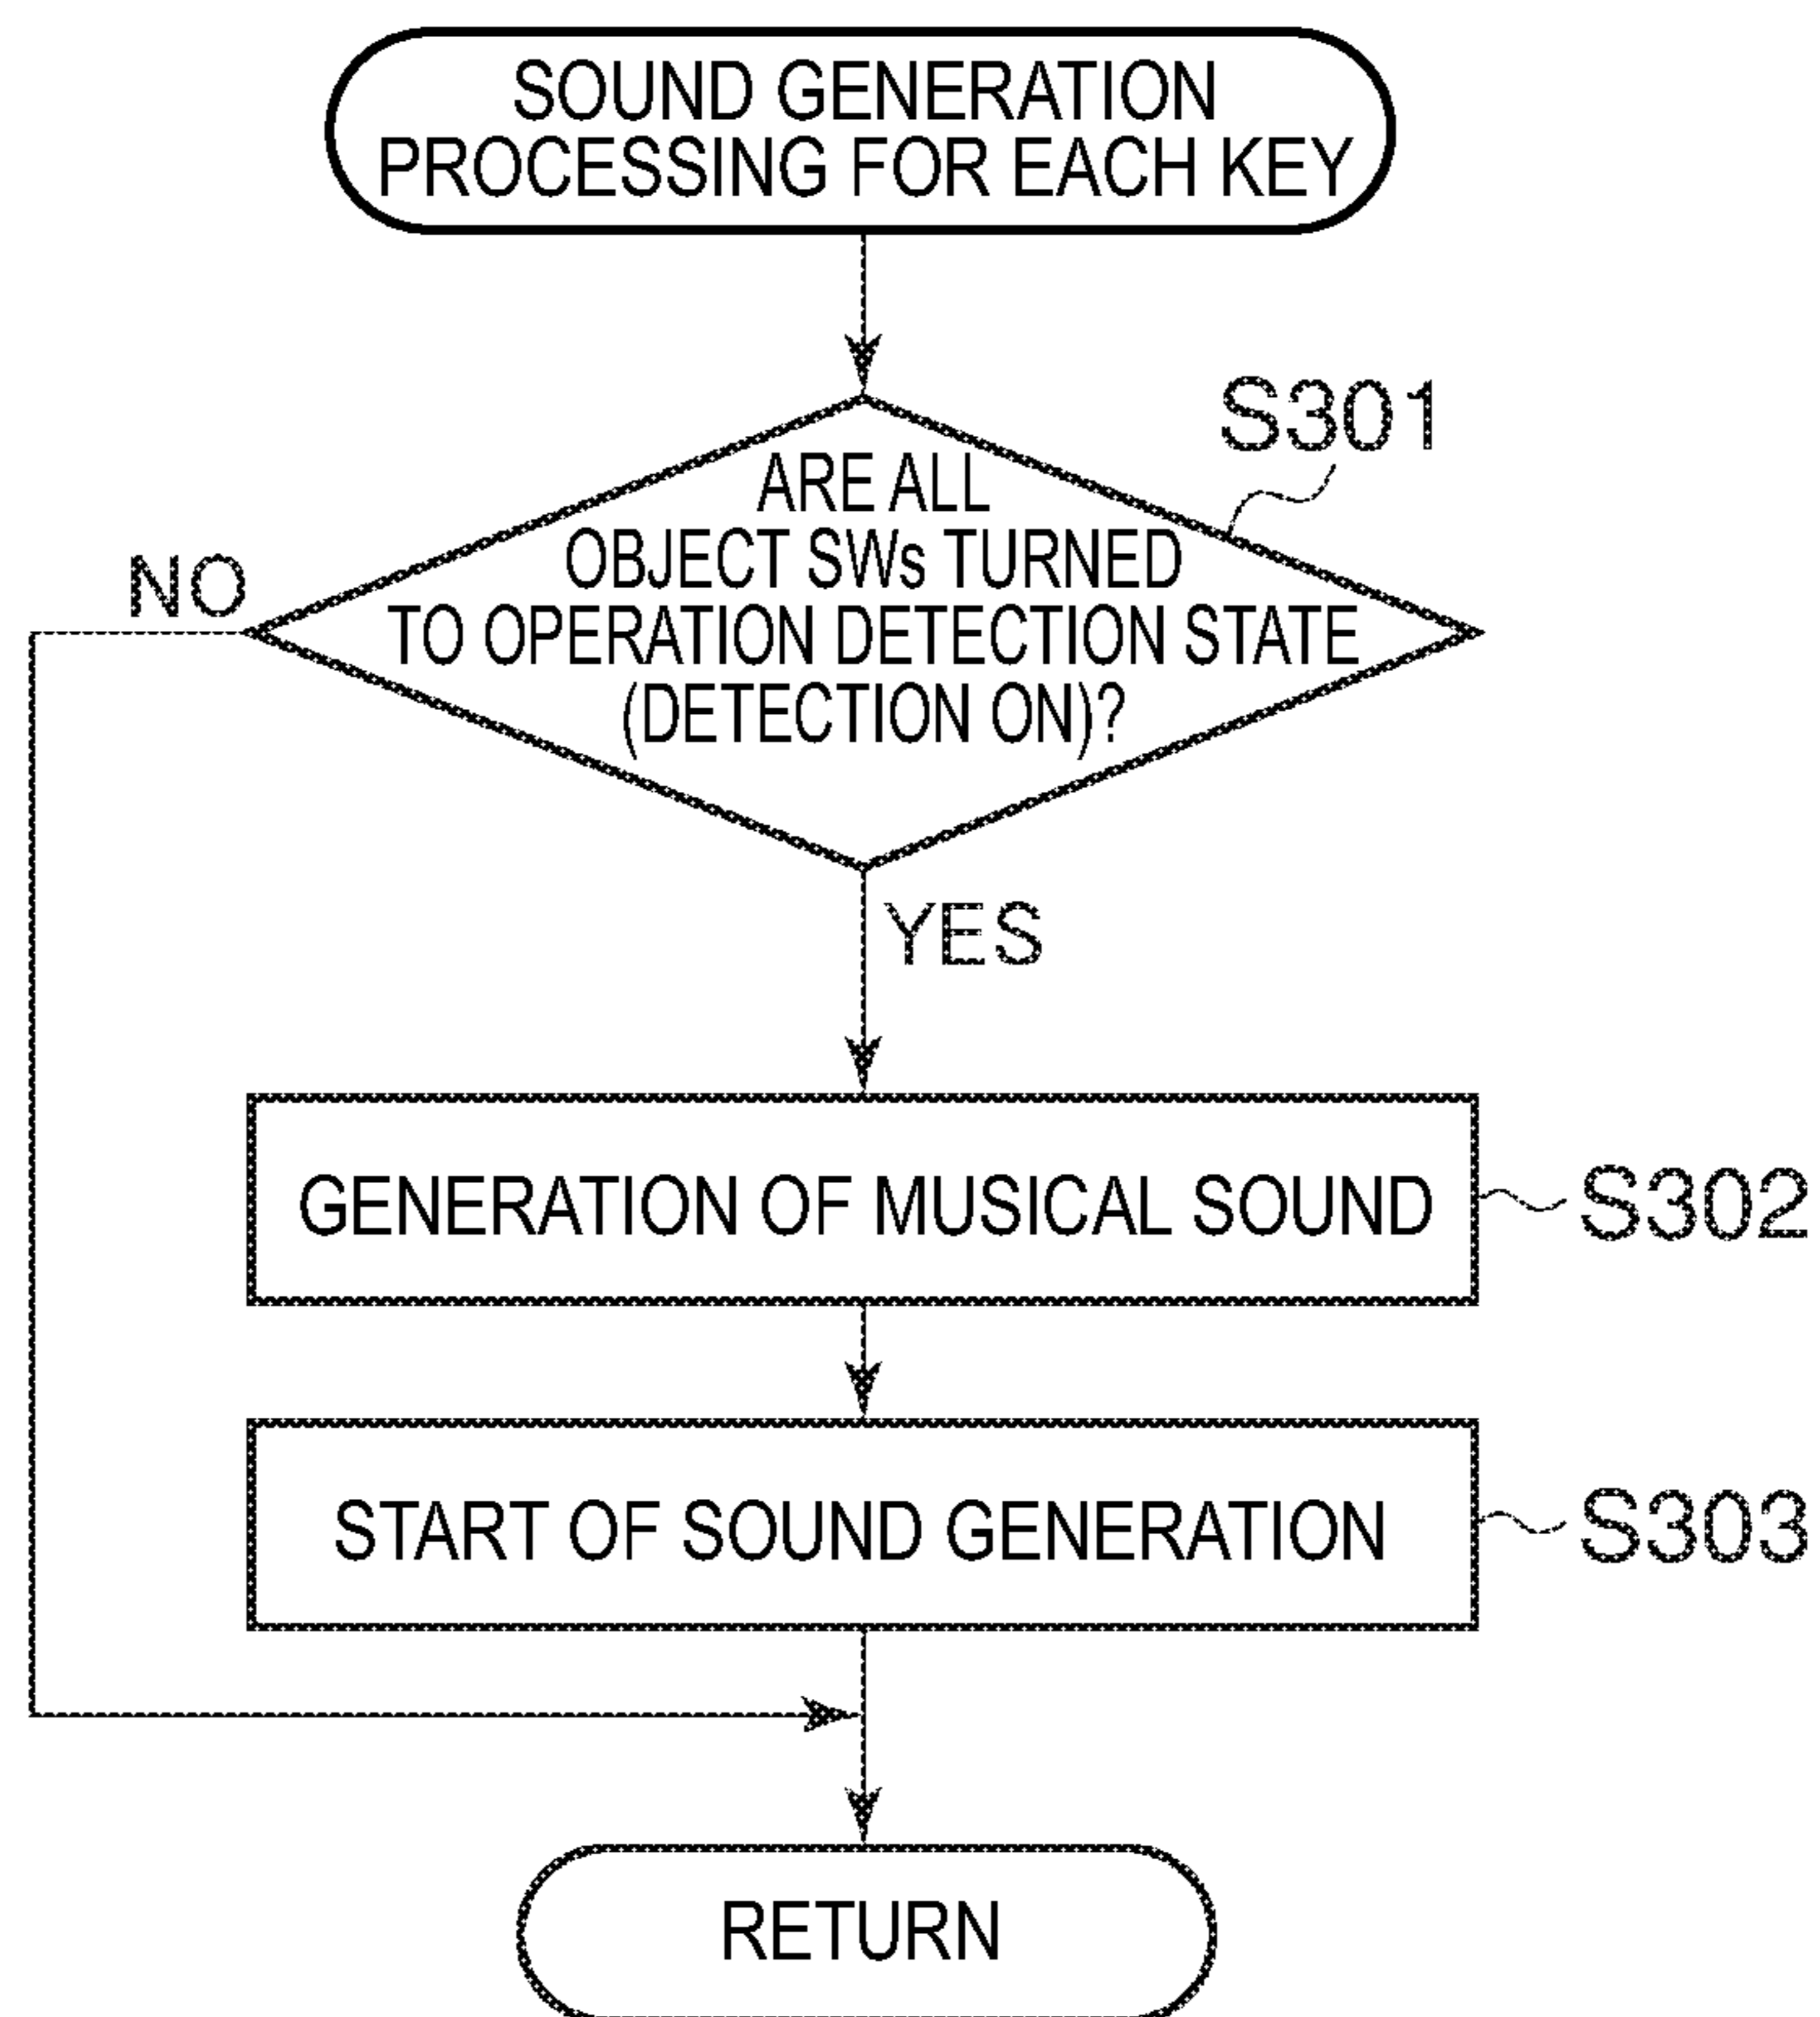 SOUND GENERATION
PROCESSING FOR EACH KEY
S301
ARE ALL
OBJECT SWs TURNED
TO OPERATION DETECTION STATE
(DETECTION ON)?
NO
YES
GENERATION OF MUSICAL SOUND
S302
START OF SOUND GENERATION
S303
RETURN